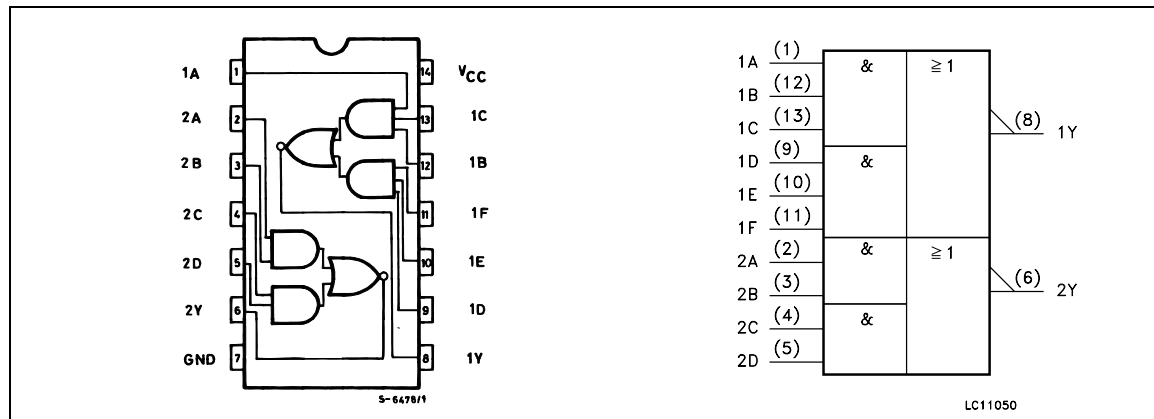 1A 1 14 VCC
2A 2 13 1C
2B 3 12 1B
2C 4 11 1F
2D 5 10 1E
2Y 6 9 1D
GND 7 8 1Y
S-6478/1
1A (1) & ≧1
1B (12)
1C (13) (8) 1Y
1D (9) &
1E (10)
1F (11)
2A (2) & ≧1
2B (3) (6) 2Y
2C (4) &
2D (5)
LC11050